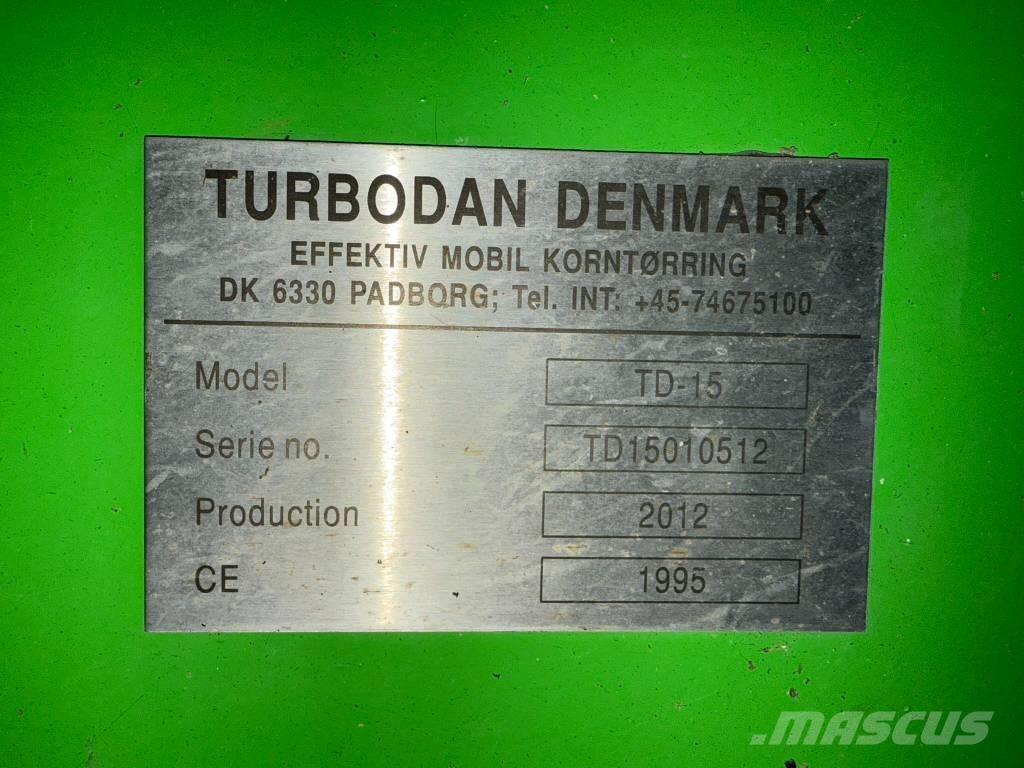 TURBODAN DENMARK
EFFEKTIV MOBIL KORNTØRRING
DK 6330 PADBORG; Tel. INT: +45-74675100
Model TD-15
Serie no. TD15010512
Production 2012
CE 1995
MASCUS